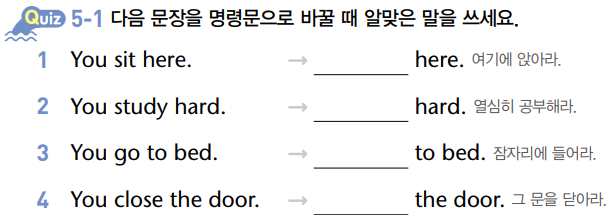 Quiz 5-1 다음 문장을 명령문으로 바꿀 때 알맞은 말을 쓰세요.
1 You sit here. → ________ here. 여기에 앉아라.
2 You study hard. → ________ hard. 열심히 공부해라.
3 You go to bed. → ________ to bed. 잠자리에 들어라.
4 You close the door. → ________ the door. 그 문을 닫아라.